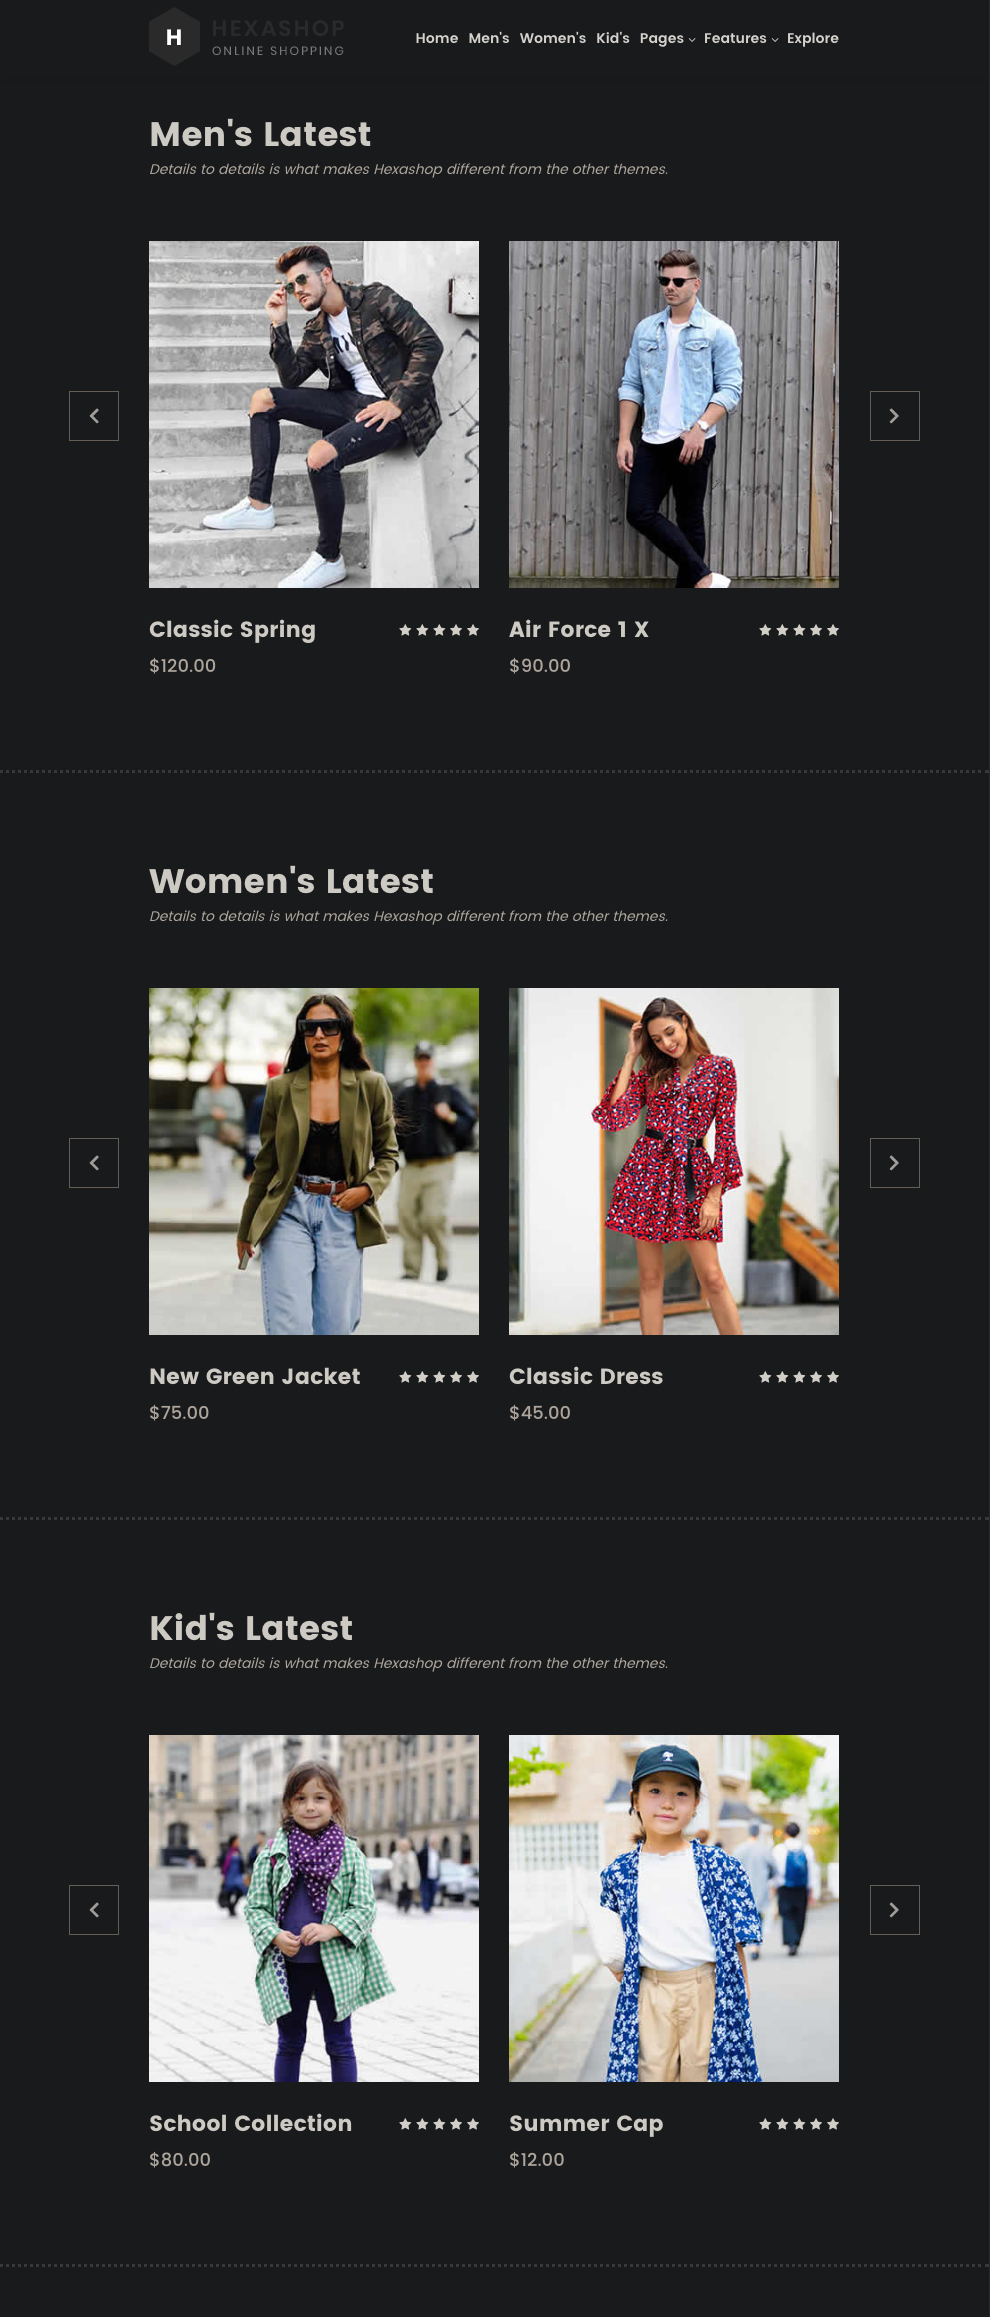 H
HEXASHOP
ONLINE SHOPPING
Home Men's Women's Kid's Pages Features Explore
Men's Latest
Details to details is what makes Hexashop different from the other themes.
Classic Spring
$120.00
Air Force 1 X
$90.00
Women's Latest
Details to details is what makes Hexashop different from the other themes.
New Green Jacket
$75.00
Classic Dress
$45.00
Kid's Latest
Details to details is what makes Hexashop different from the other themes.
School Collection
$80.00
Summer Cap
$12.00